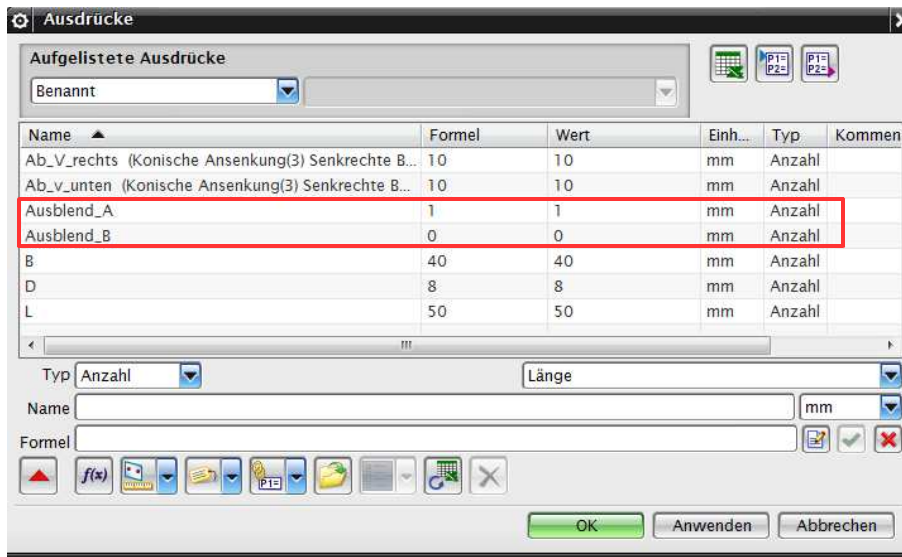 Ausdrücke
Aufgelistete Ausdrücke
Benannt
Name Formel Wert Einh... Typ Kommen
Ab_V_rechts (Konische Ansenkung(3) Senkrechte B... 10 10 mm Anzahl
Ab_v_unten (Konische Ansenkung(3) Senkrechte B... 10 10 mm Anzahl
Ausblend_A 1 1 mm Anzahl
Ausblend_B 0 0 mm Anzahl
B 40 40 mm Anzahl
D 8 8 mm Anzahl
L 50 50 mm Anzahl
Typ Anzahl Länge
Name mm
Formel
f(x) P1=
OK Anwenden Abbrechen